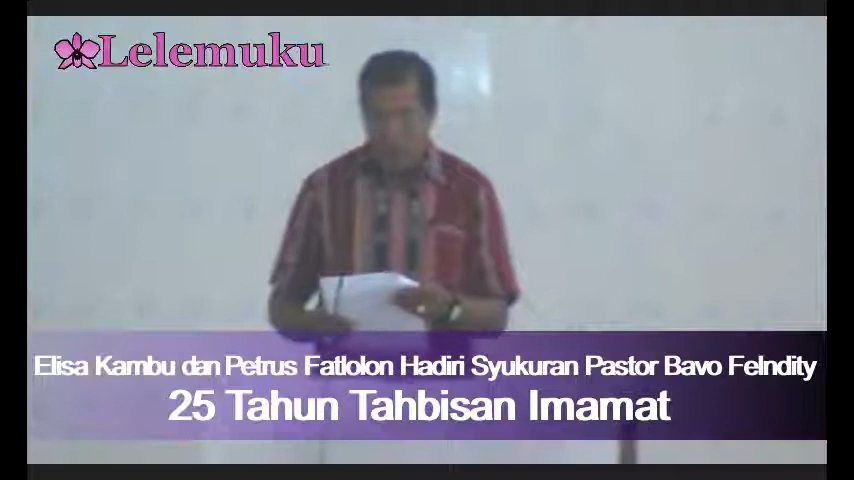 Lelemuku
Elisa Kambu dan Petrus Fatlolon Hadiri Syukuran Pastor Bavo Felndity
25 Tahun Tahbisan Imamat